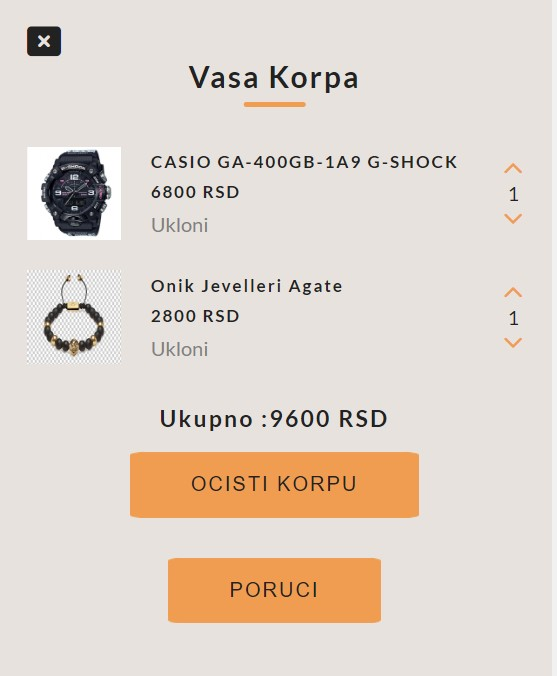 Vasa Korpa
CASIO GA-400GB-1A9 G-SHOCK
6800 RSD
1
Ukloni
Onik Jevelleri Agate
2800 RSD
1
Ukloni
Ukupno :9600 RSD
OCISTI KORPU
PORUCI